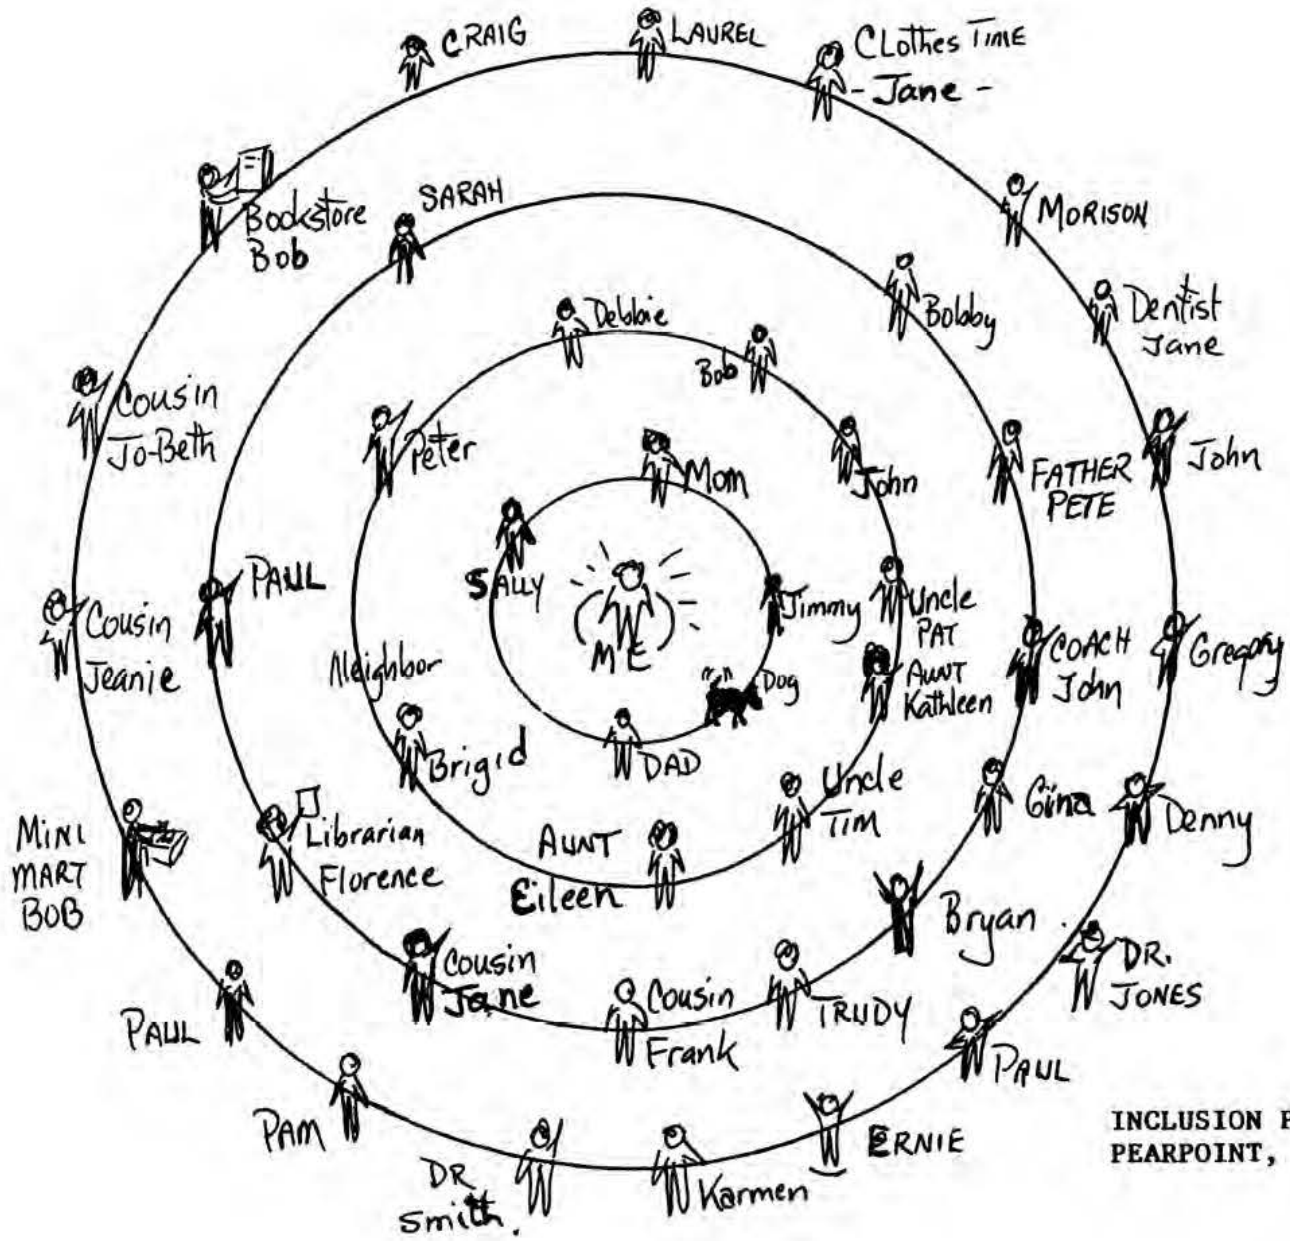 CRAIG
LAUREL
Clothes Time
- Jane -
Bookstore
Bob
SARAH
MORISON
Debbie
Bobby
Dentist
Jane
Bob
Cousin
Jo-Beth
Peter
Mom
John
FATHER
PETE
John
SALLY
PAUL
Jimmy
Uncle
PAT
Cousin
Jeanie
ME
Neighbor
Brigid
Dog
DAD
AUNT
Kathleen
COACH
John
Gregory
MINI
MART
BOB
Librarian
Florence
AUNT
Eileen
Uncle
Tim
Gina
Denny
Cousin
Jane
Cousin
Frank
TRUDY
Bryan
DR.
JONES
PAUL
PAM
DR
Smith.
Karmen
ERNIE
PAUL
INCLUSION
PEARPOINT,